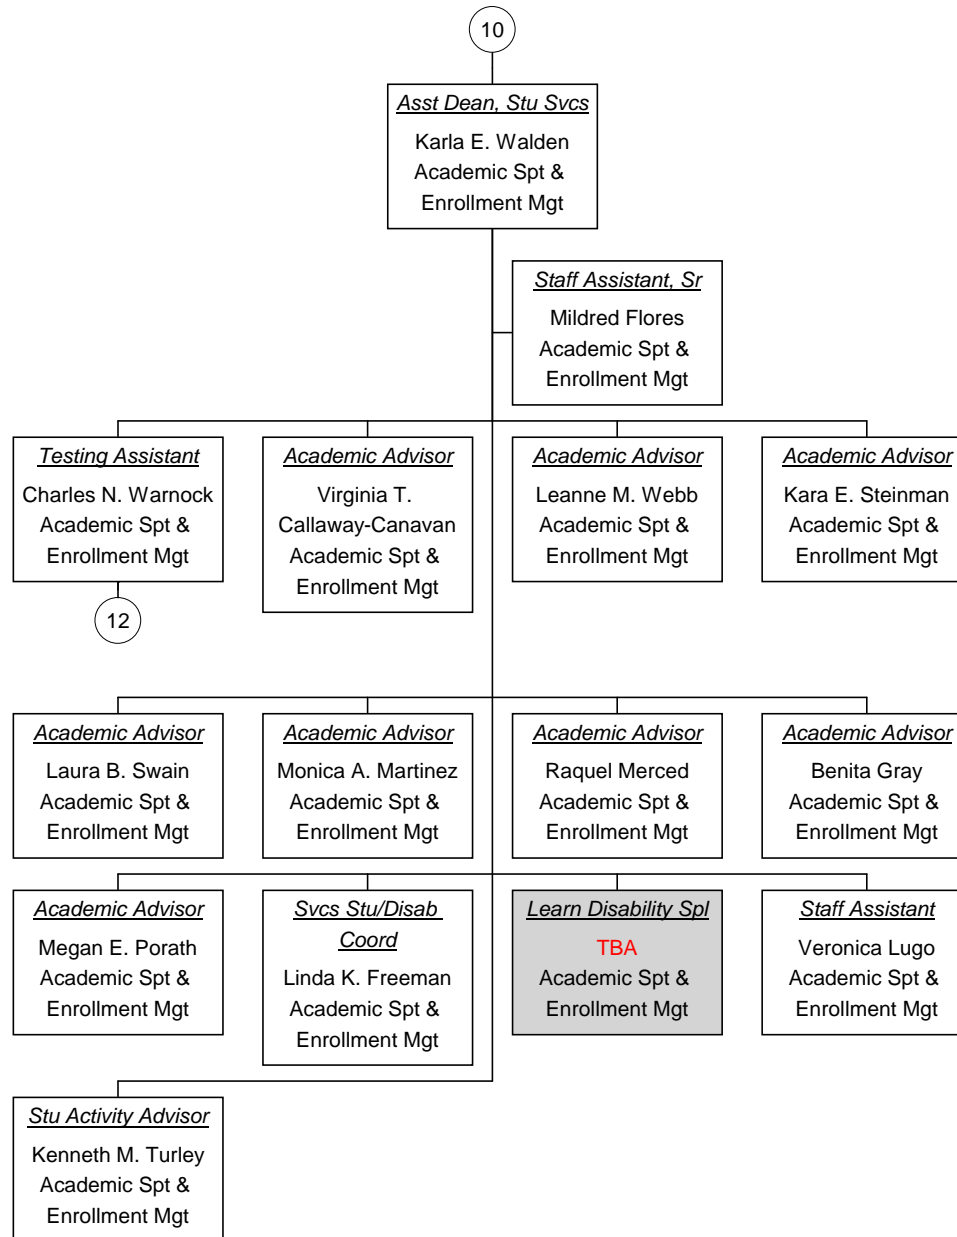 10
Asst Dean, Stu Svcs
Karla E. Walden
Academic Spt &
Enrollment Mgt
Staff Assistant, Sr
Mildred Flores
Academic Spt &
Enrollment Mgt
Testing Assistant
Charles N. Warnock
Academic Spt &
Enrollment Mgt
12
Academic Advisor
Virginia T.
Callaway-Canavan
Academic Spt &
Enrollment Mgt
Academic Advisor
Leanne M. Webb
Academic Spt &
Enrollment Mgt
Academic Advisor
Kara E. Steinman
Academic Spt &
Enrollment Mgt
Academic Advisor
Laura B. Swain
Academic Spt &
Enrollment Mgt
Academic Advisor
Monica A. Martinez
Academic Spt &
Enrollment Mgt
Academic Advisor
Raquel Merced
Academic Spt &
Enrollment Mgt
Academic Advisor
Benita Gray
Academic Spt &
Enrollment Mgt
Academic Advisor
Megan E. Porath
Academic Spt &
Enrollment Mgt
Svcs Stu/Disab
Coord
Linda K. Freeman
Academic Spt &
Enrollment Mgt
Learn Disability Spl
TBA
Academic Spt &
Enrollment Mgt
Staff Assistant
Veronica Lugo
Academic Spt &
Enrollment Mgt
Stu Activity Advisor
Kenneth M. Turley
Academic Spt &
Enrollment Mgt